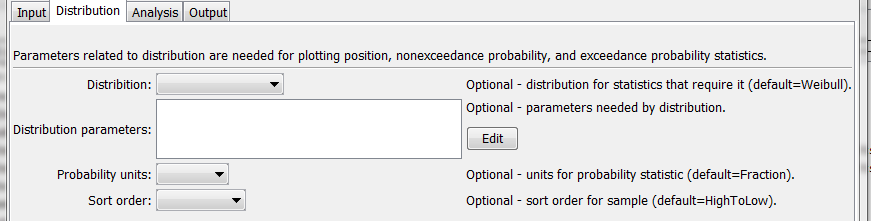 Input Distribution Analysis Output
Parameters related to distribution are needed for plotting position, nonexceedance probability, and exceedance probability statistics.
Distribition: Optional - distribution for statistics that require it (default=Weibull).
Optional - parameters needed by distribution.
Distribution parameters:
Edit
Probability units: Optional - units for probability statistic (default=Fraction).
Sort order: Optional - sort order for sample (default=HighToLow).